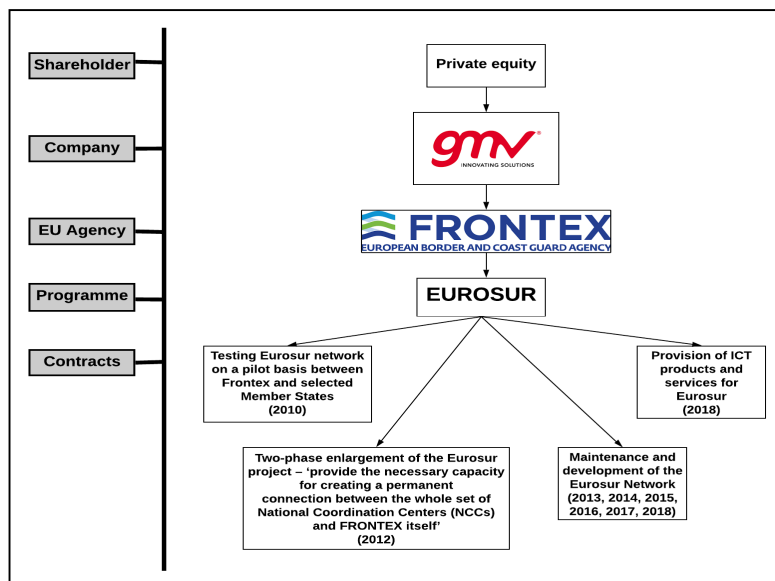 Shareholder
Private equity
Company
gmv®
INNOVATING SOLUTIONS
EU Agency
FRONTEX
EUROPEAN BORDER AND COAST GUARD AGENCY
Programme
EUROSUR
Contracts
Testing Eurosur network
on a pilot basis between
Frontex and selected
Member States
(2010)
Provision of ICT
products and
services for
Eurosur
(2018)
Two-phase enlargement of the Eurosur
project – ‘provide the necessary capacity
for creating a permanent
connection between the whole set of
National Coordination Centers (NCCs)
and FRONTEX itself’
(2012)
Maintenance and
development of the
Eurosur Network
(2013, 2014, 2015,
2016, 2017, 2018)